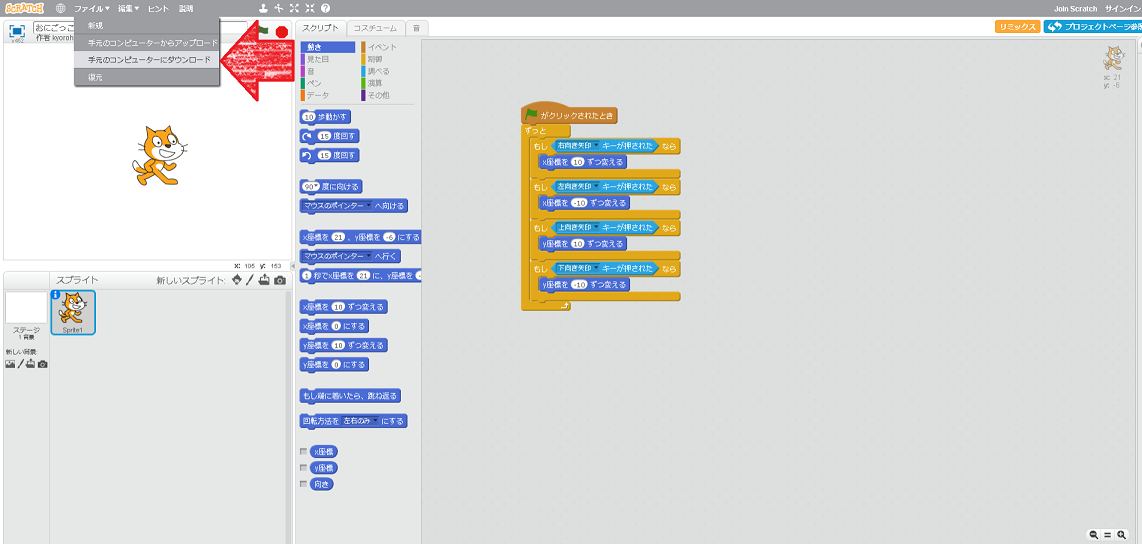 SCRATCH ファイル▼ 編集▼ ヒント 説明 Join Scratch サインイン
新規
手元のコンピューターからアップロード
手元のコンピューターにダウンロード
復元
おにごっこ
作者 kyoroh
v452
スクリプト コスチューム 音
リミックス プロジェクトページ参照
動き イベント
見た目 制御
音 調べる
ペン 演算
データ その他
10 歩動かす
15 度回す
15 度回す
90▼ 度に向ける
マウスのポインター へ向ける
x座標を 21 、y座標を -6 にする
マウスのポインター へ行く
1 秒でx座標を 21 に、y座標を
x座標を 10 ずつ変える
x座標を 0 にする
y座標を 10 ずつ変える
y座標を 0 にする
もし端に着いたら、跳ね返る
回転方法を 左右のみ にする
x座標
y座標
向き
がクリックされたとき
ずっと
もし 右向き矢印 キーが押された なら
x座標を 10 ずつ変える
もし 左向き矢印 キーが押された なら
x座標を -10 ずつ変える
もし 上向き矢印 キーが押された なら
y座標を 10 ずつ変える
もし 下向き矢印 キーが押された なら
y座標を -10 ずつ変える
x: 21
y: -6
x: 105 y: 153
スプライト 新しいスプライト:
Sprite1
ステージ
1 背景
新しい背景: